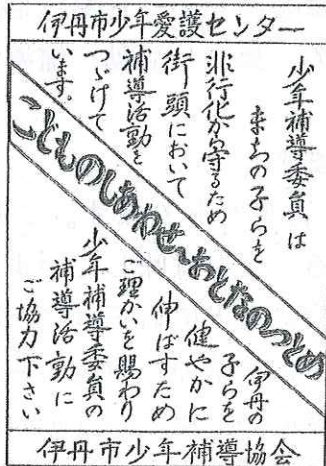 伊丹市少年愛護センター
少年補導委員は
まちの子らを
非行化から守るため
街頭において
補導活動を
つゞけて
います。
こどものしあわせ、おとなのつとめ
伊丹の
子らを
健やかに
伸ばすため
ご理かいを賜わり
少年補導委員の
補導活動に
ご協力下さい
伊丹市少年補導協会